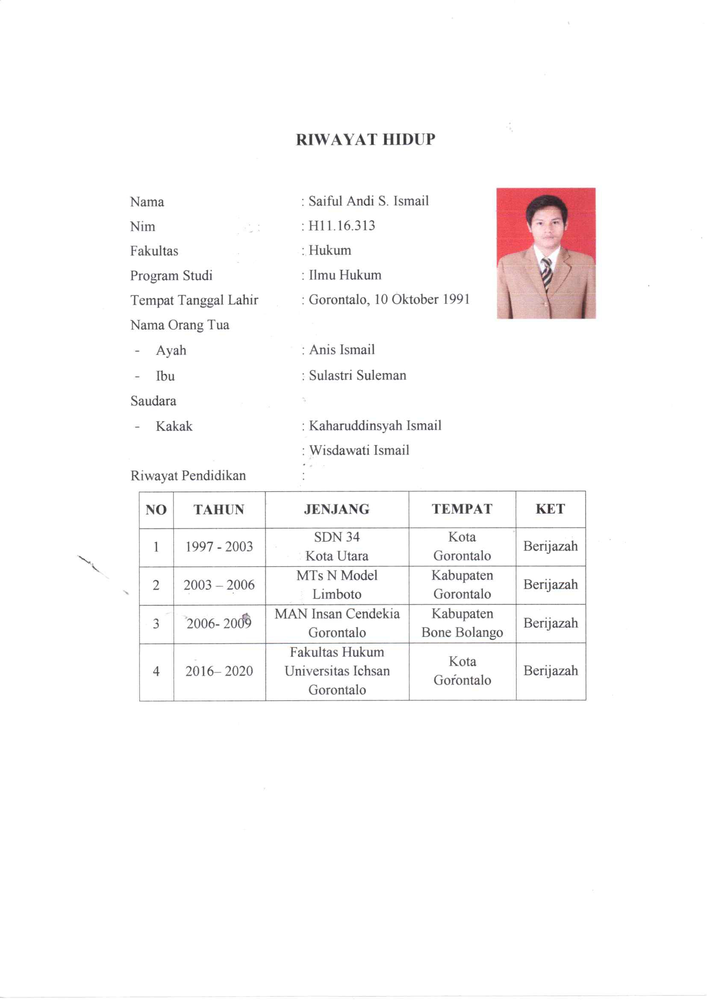 RIWAYAT HIDUP
Nama : Saiful Andi S. Ismail
Nim : H11.16.313
Fakultas : Hukum
Program Studi : Ilmu Hukum
Tempat Tanggal Lahir : Gorontalo, 10 Oktober 1991
Nama Orang Tua
- Ayah : Anis Ismail
- Ibu : Sulastri Suleman
Saudara
- Kakak : Kaharuddinsyah Ismail
: Wisdawati Ismail
Riwayat Pendidikan :
NO TAHUN JENJANG TEMPAT KET
1 1997 - 2003 SDN 34 Kota Utara Kota Gorontalo Berijazah
2 2003 – 2006 MTs N Model Limboto Kabupaten Gorontalo Berijazah
3 2006- 2009 MAN Insan Cendekia Gorontalo Kabupaten Bone Bolango Berijazah
4 2016– 2020 Fakultas Hukum Universitas Ichsan Gorontalo Kota Gorontalo Berijazah